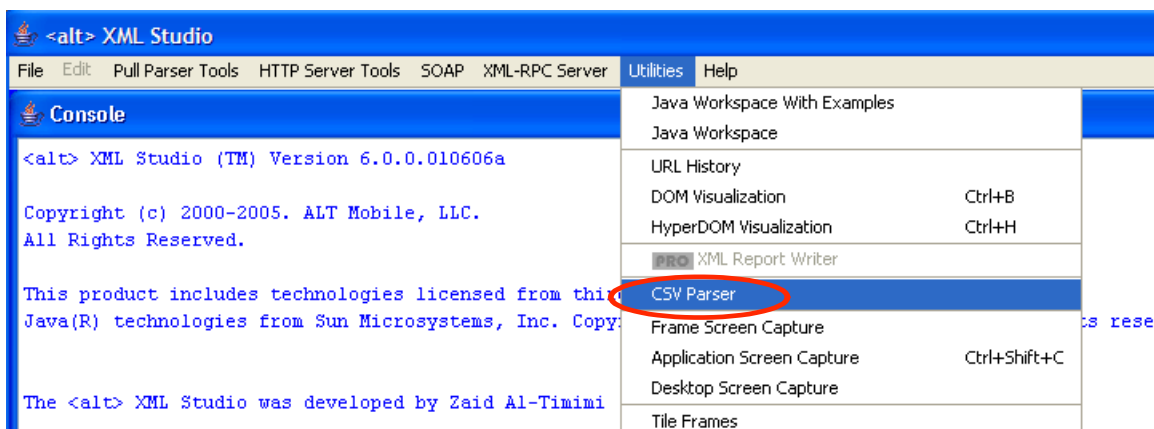 <alt> XML Studio
File Edit Pull Parser Tools HTTP Server Tools SOAP XML-RPC Server Utilities Help
Console
<alt> XML Studio (TM) Version 6.0.0.010606a
Copyright (c) 2000-2005. ALT Mobile, LLC.
All Rights Reserved.
This product includes technologies licensed from thir
Java(R) technologies from Sun Microsystems, Inc. Copy
ts rese
The <alt> XML Studio was developed by Zaid Al-Timimi
Java Workspace With Examples
Java Workspace
URL History
DOM Visualization Ctrl+B
HyperDOM Visualization Ctrl+H
PRO XML Report Writer
CSV Parser
Frame Screen Capture
Application Screen Capture Ctrl+Shift+C
Desktop Screen Capture
Tile Frames